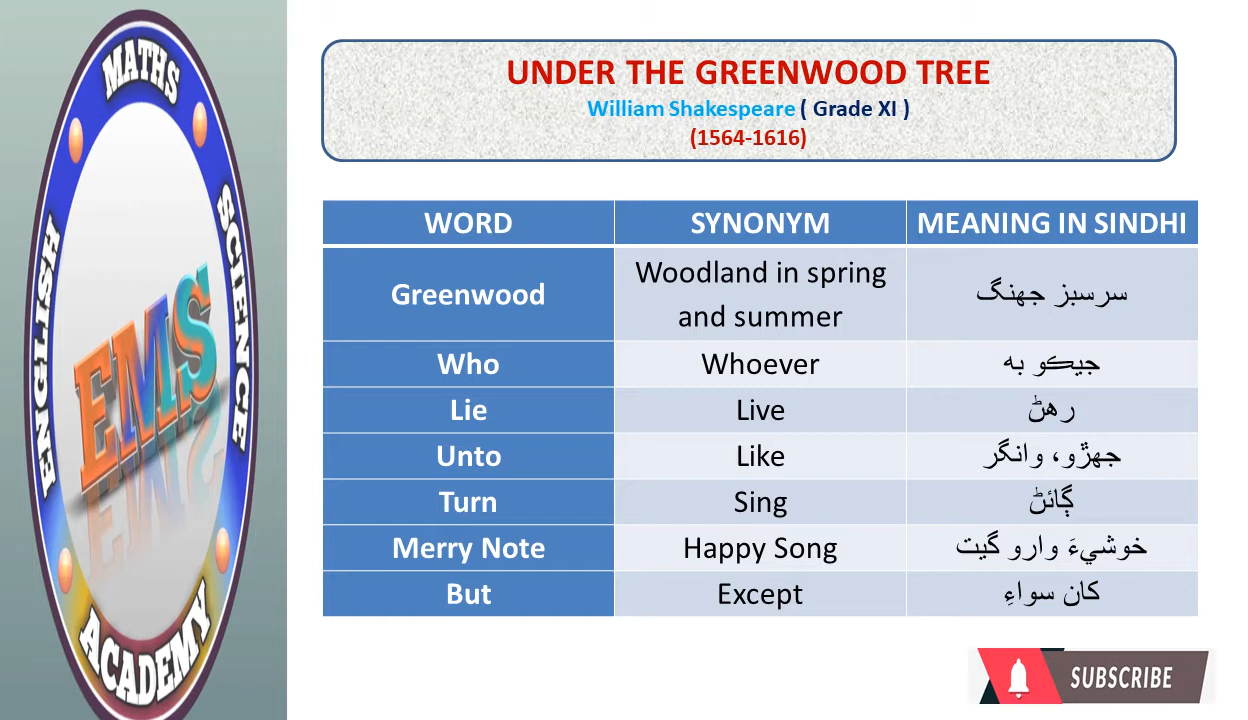 MATHS
ENGLISH
SCIENCE
EMS
ACADEMY
UNDER THE GREENWOOD TREE
William Shakespeare ( Grade XI )
(1564-1616)
WORD SYNONYM MEANING IN SINDHI
Greenwood Woodland in spring and summer سرسبز جھنگ
Who Whoever جيڪو به
Lie Live رهڻ
Unto Like جهڙو، وانگر
Turn Sing ڳائڻ
Merry Note Happy Song خوشيءَ وارو گيت
But Except کان سواءِ
SUBSCRIBE